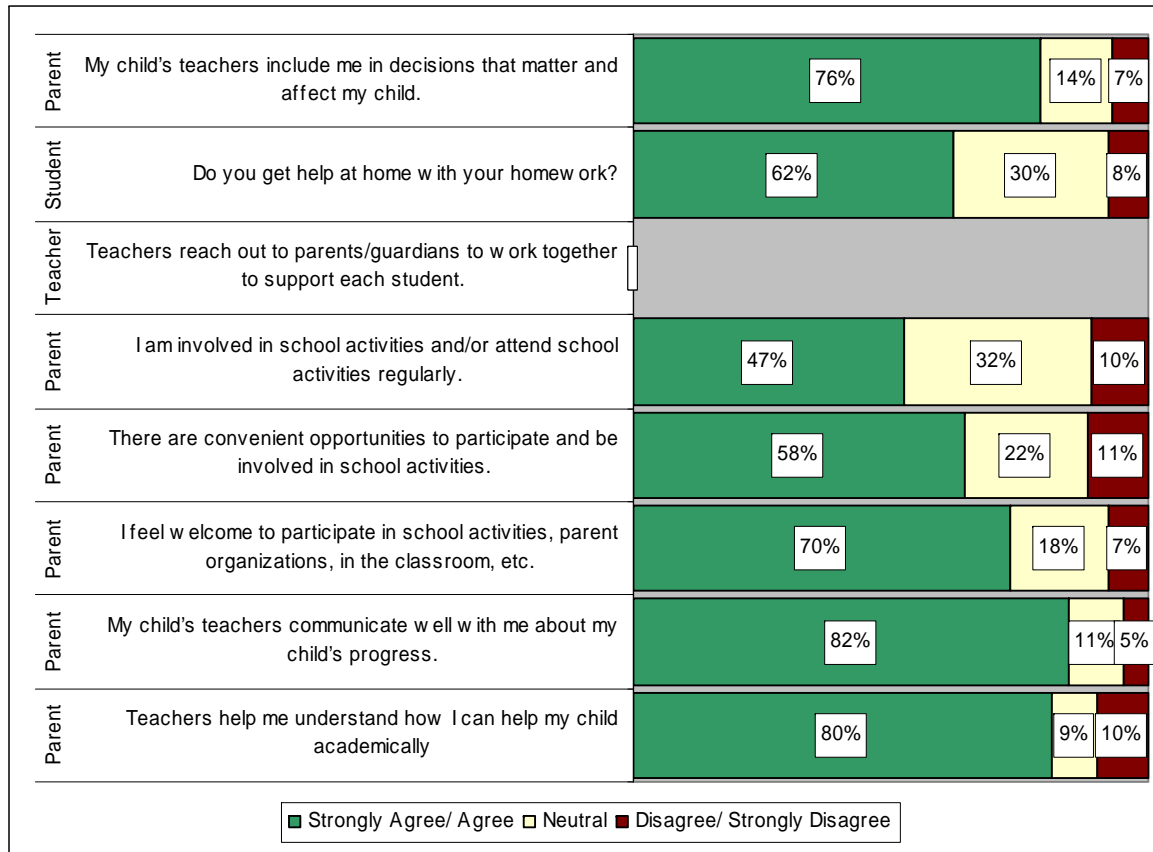 Parent
My child's teachers include me in decisions that matter and
affect my child.
76%
14%
7%
Student
Do you get help at home with your homework?
62%
30%
8%
Teacher
Teachers reach out to parents/guardians to work together
to support each student.
Parent
I am involved in school activities and/or attend school
activities regularly.
47%
32%
10%
Parent
There are convenient opportunities to participate and be
involved in school activities.
58%
22%
11%
Parent
I feel welcome to participate in school activities, parent
organizations, in the classroom, etc.
70%
18%
7%
Parent
My child's teachers communicate well with me about my
child's progress.
82%
11%
5%
Parent
Teachers help me understand how I can help my child
academically
80%
9%
10%
Strongly Agree/ Agree
Neutral
Disagree/ Strongly Disagree